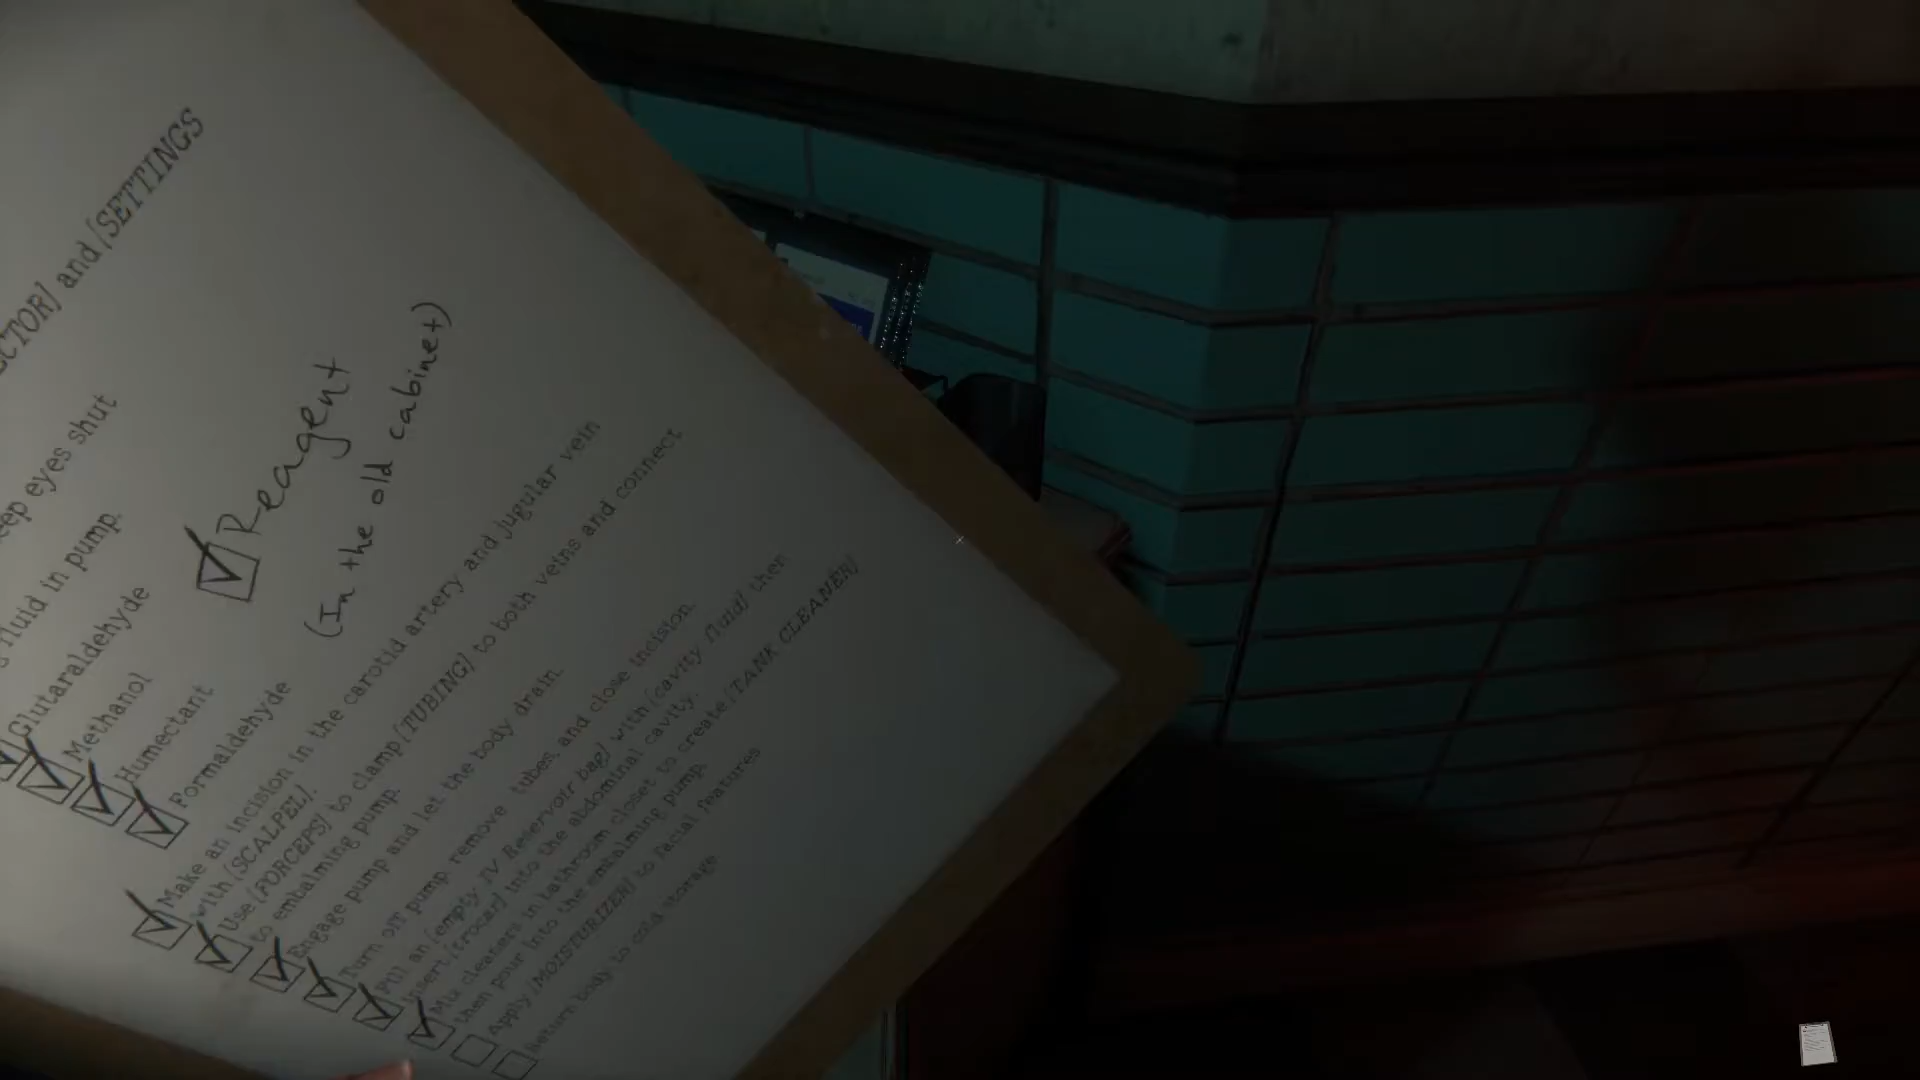 CTOR] and [SETTINGS
eep eyes shut
fluid in pump.
Glutaraldehyde
Methanol
Humectant
Formaldehyde
Reagent
(In the old cabinet)
Make an incision in the carotid artery and jugular vein
with [SCALPEL].
Use [FORCEPS] to clamp [TUBING] to both veins and connect
to embalming pump.
Engage pump and let the body drain.
Turn off pump, remove tubes, and close incision.
Fill an [empty IV Reservoir bag] with [cavity fluid] then
insert [trocar] into the abdominal cavity.
Mix cleaners in bathroom closet to create [TANK CLEANER]
then pour into the embalming pump.
Apply [MOISTURIZER] to facial features
Return body to cold storage